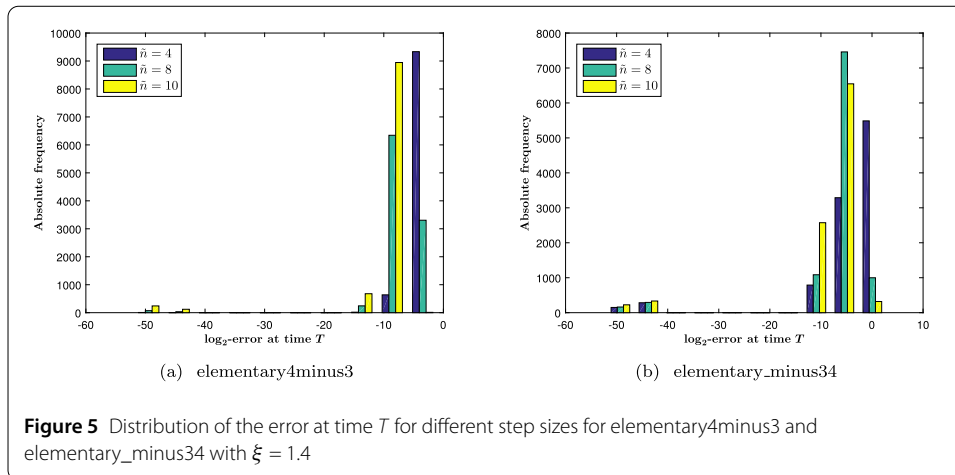 10000
9000
8000
7000
6000
5000
4000
3000
2000
1000
0
Absolute frequency
ñ = 4
ñ = 8
ñ = 10
-60 -50 -40 -30 -20 -10 0
log₂-error at time T
(a) elementary4minus3
8000
7000
6000
5000
4000
3000
2000
1000
0
Absolute frequency
ñ = 4
ñ = 8
ñ = 10
-60 -50 -40 -30 -20 -10 0 10
log₂-error at time T
(b) elementary_minus34
Figure 5 Distribution of the error at time T for different step sizes for elementary4minus3 and
elementary_minus34 with ξ = 1.4